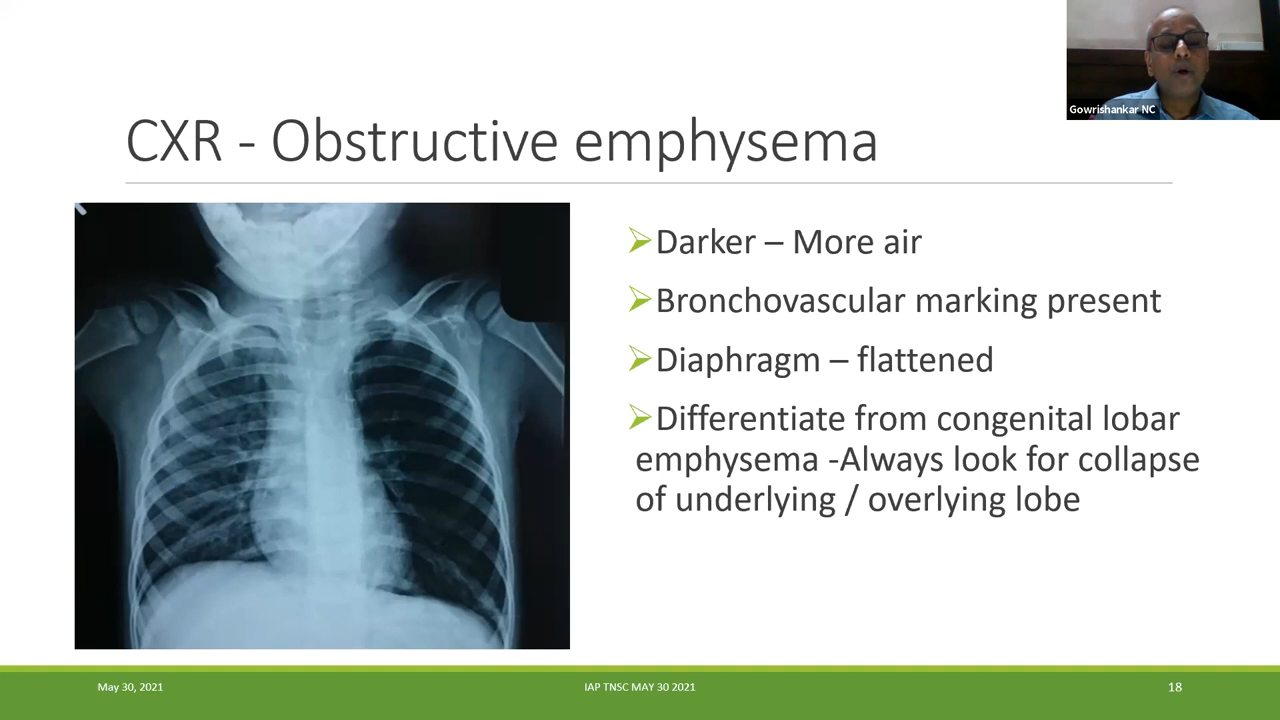 Gowrishankar NC
CXR - Obstructive emphysema
Darker – More air
Bronchovascular marking present
Diaphragm – flattened
Differentiate from congenital lobar
emphysema -Always look for collapse
of underlying / overlying lobe
May 30, 2021
IAP TNSC MAY 30 2021
18